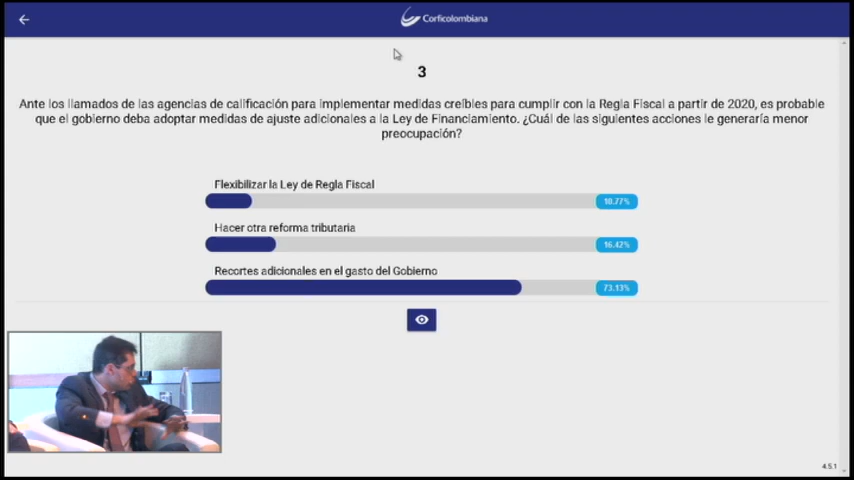 Corficolombiana
3
Ante los llamados de las agencias de calificación para implementar medidas creíbles para cumplir con la Regla Fiscal a partir de 2020, es probable
que el gobierno deba adoptar medidas de ajuste adicionales a la Ley de Financiamiento. ¿Cuál de las siguientes acciones le generaría menor
preocupación?
Flexibilizar la Ley de Regla Fiscal
10.77%
Hacer otra reforma tributaria
16.42%
Recortes adicionales en el gasto del Gobierno
73.13%
4.5.1